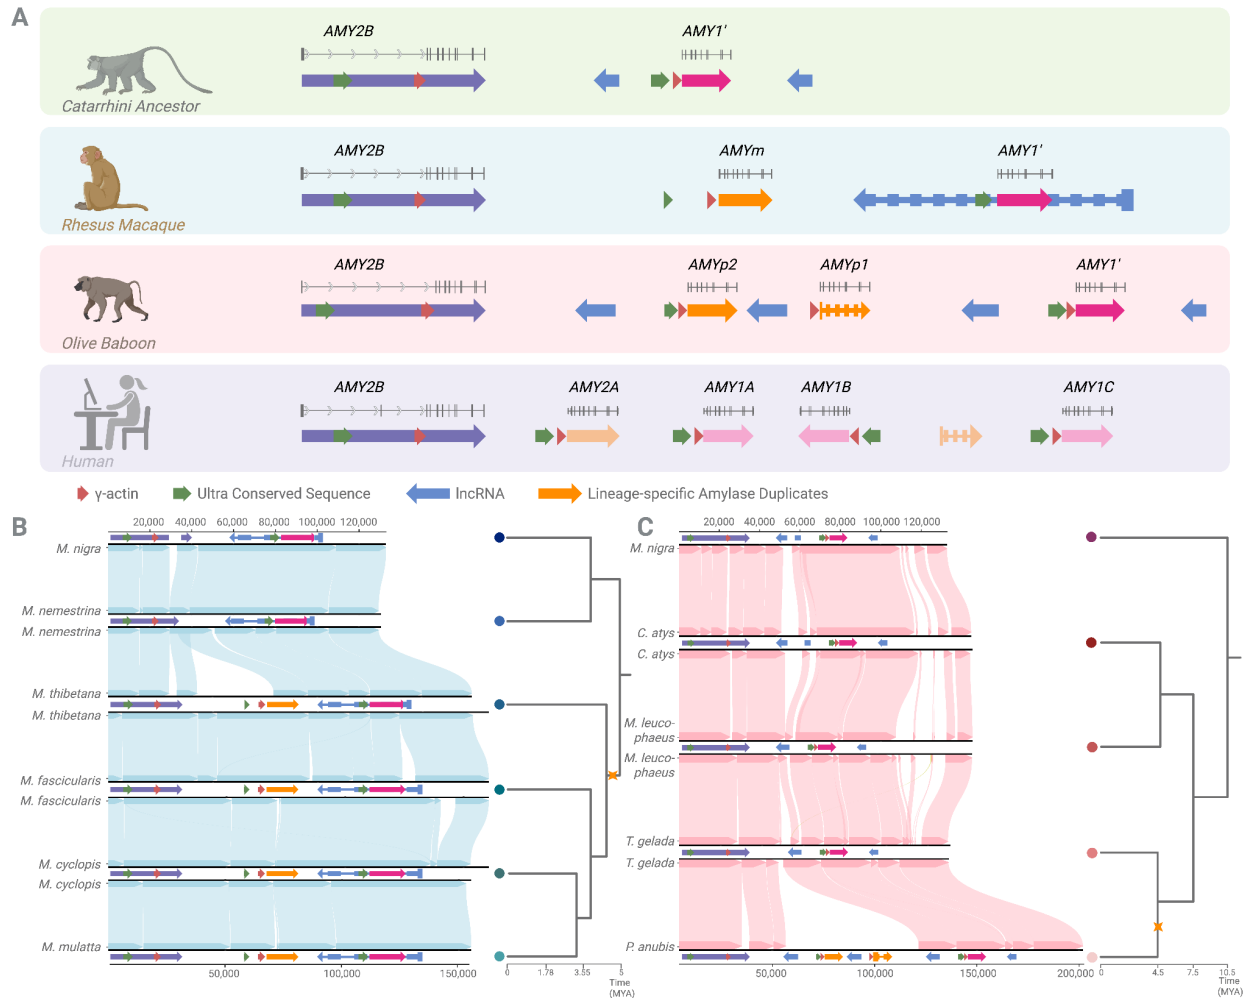 A
AMY2B AMY1'
Catarrhini Ancestor
AMY2B AMYm AMY1'
Rhesus Macaque
AMY2B AMYp2 AMYp1 AMY1'
Olive Baboon
AMY2B AMY2A AMY1A AMY1B AMY1C
Human
γ-actin Ultra Conserved Sequence lncRNA Lineage-specific Amylase Duplicates
B
20,000 40,000 60,000 80,000 100,000 120,000
M. nigra
M. nemestrina
M. nemestrina
M. thibetana
M. thibetana
M. fascicularis
M. fascicularis
M. cyclopis
M. cyclopis
M. mulatta
50,000 100,000 150,000
0 1.78 3.55 5
Time
(MYA)
C
20,000 40,000 60,000 80,000 100,000 120,000
M. nigra
C. atys
C. atys
M. leuco-
phaeus
M. leuco-
phaeus
T. gelada
T. gelada
P. anubis
50,000 100,000 150,000 200,000
0 4.5 7.5 10.5
Time
(MYA)